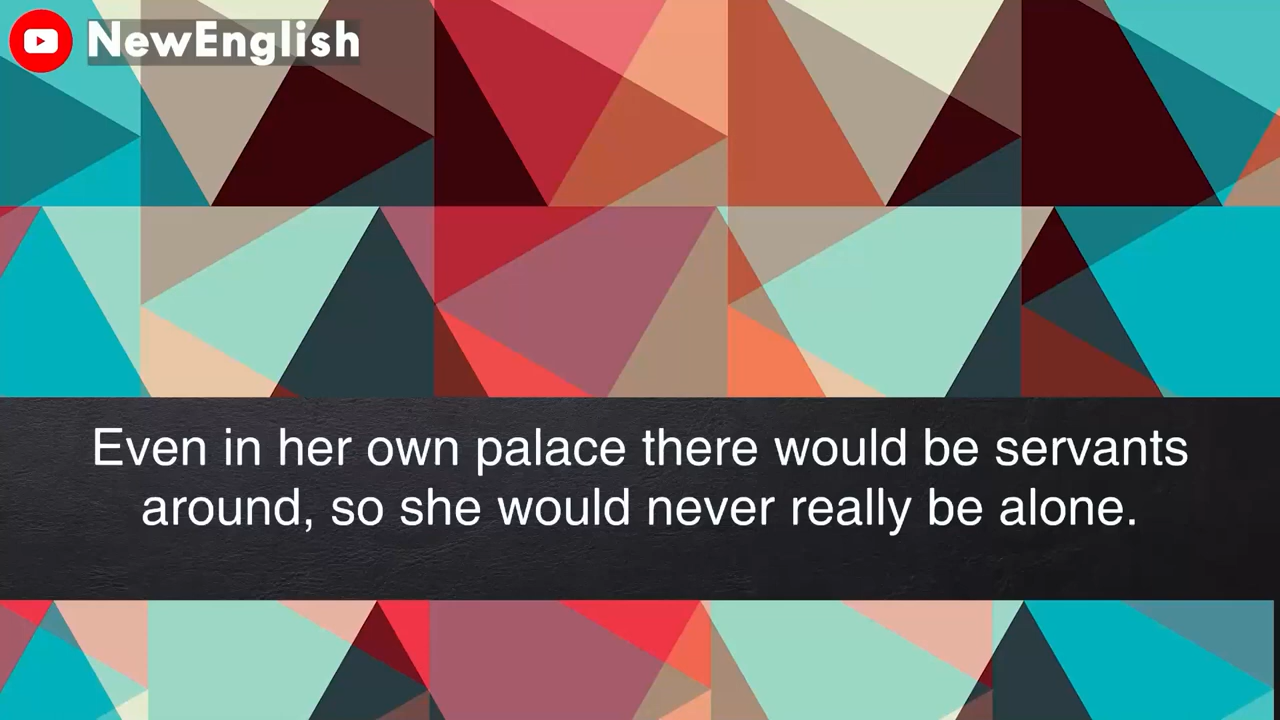 NewEnglish
Even in her own palace there would be servants
around, so she would never really be alone.